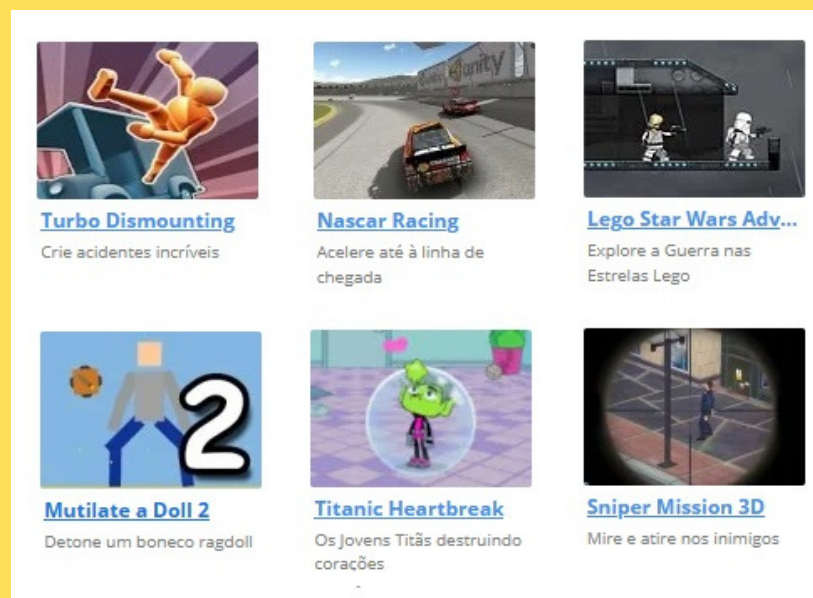 unity
Turbo Dismounting
Crie acidentes incríveis
Nascar Racing
Acelere até à linha de
chegada
Lego Star Wars Adv...
Explore a Guerra nas
Estrelas Lego
2
Mutilate a Doll 2
Detone um boneco ragdoll
Titanic Heartbreak
Os Jovens Titãs destruindo
corações
Sniper Mission 3D
Mire e atire nos inimigos